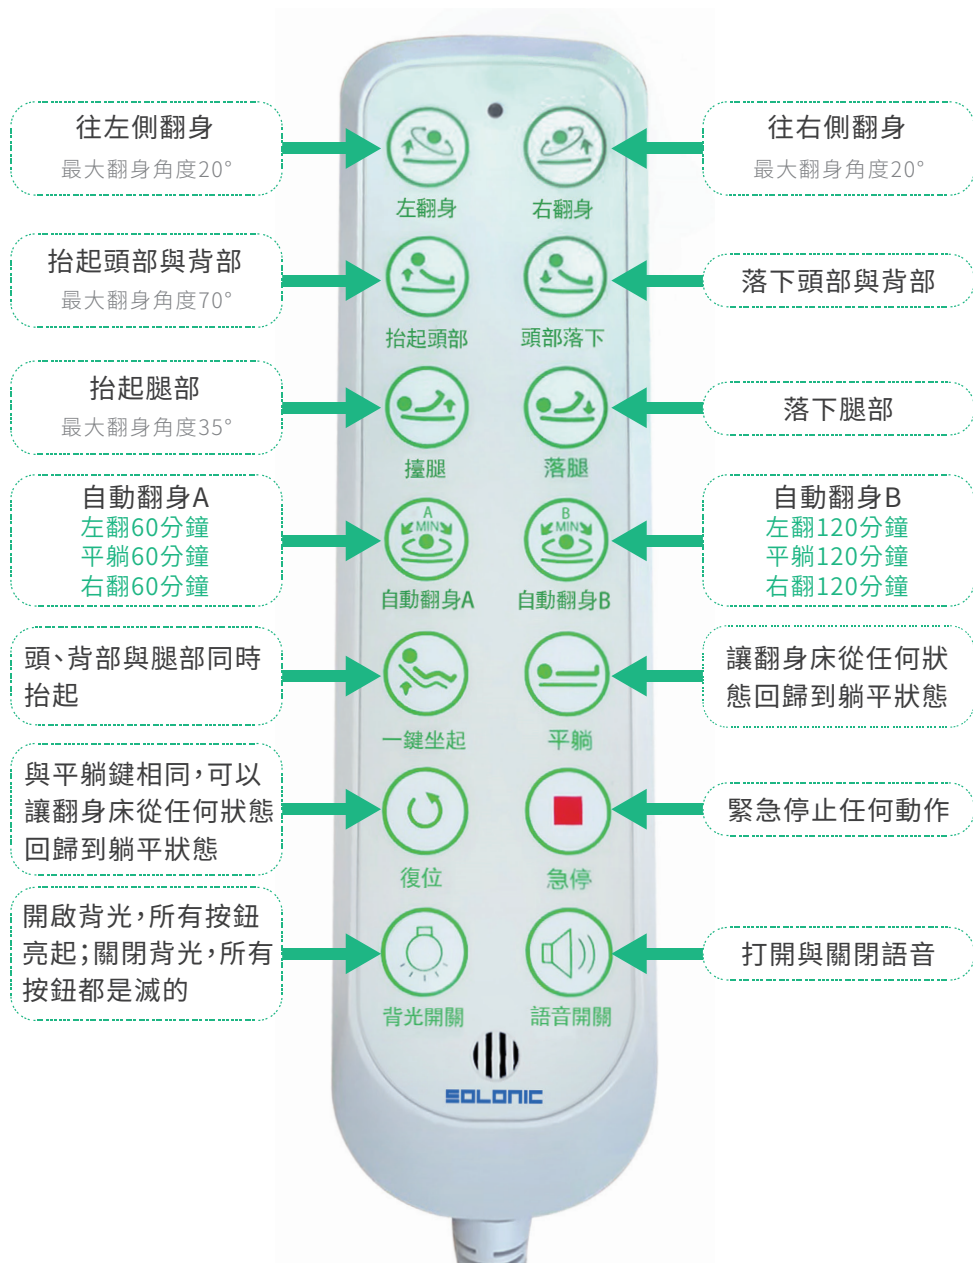 往左側翻身
最大翻身角度20°
往右側翻身
最大翻身角度20°
左翻身
右翻身
抬起頭部與背部
最大翻身角度70°
落下頭部與背部
抬起頭部
頭部落下
抬起腿部
最大翻身角度35°
落下腿部
擡腿
落腿
自動翻身A
左翻60分鐘
平躺60分鐘
右翻60分鐘
A
MIN
B
MIN
自動翻身B
左翻120分鐘
平躺120分鐘
右翻120分鐘
自動翻身A
自動翻身B
頭、背部與腿部同時
抬起
讓翻身床從任何狀
態回歸到躺平狀態
一鍵坐起
平躺
與平躺鍵相同,可以
讓翻身床從任何狀態
回歸到躺平狀態
緊急停止任何動作
復位
急停
開啟背光,所有按鈕
亮起;關閉背光,所有
按鈕都是滅的
打開與關閉語音
背光開關
語音開關
EOLONIC